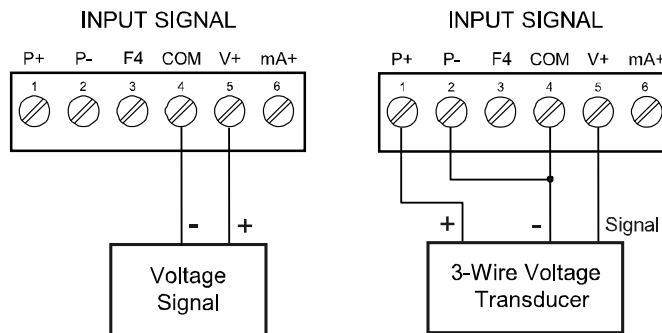 INPUT SIGNAL
P+ P- F4 COM V+ mA+
1 2 3 4 5 6
- +
Voltage
Signal
INPUT SIGNAL
P+ P- F4 COM V+ mA+
1 2 3 4 5 6
+ - Signal
3-Wire Voltage
Transducer